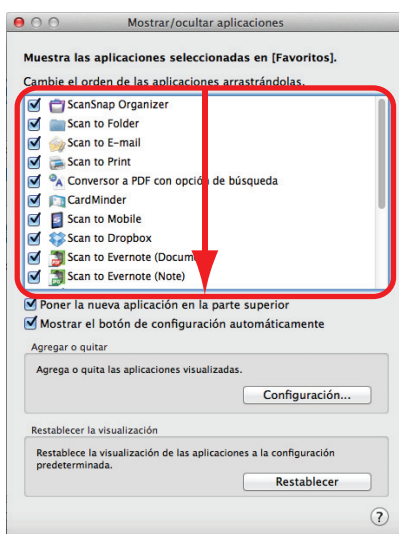 Mostrar/ocultar aplicaciones
Muestra las aplicaciones seleccionadas en [Favoritos].
Cambie el orden de las aplicaciones arrastrándolas.
ScanSnap Organizer
Scan to Folder
Scan to E-mail
Scan to Print
Conversor a PDF con opción de búsqueda
CardMinder
Scan to Mobile
Scan to Dropbox
Scan to Evernote (Docum
Scan to Evernote (Note)
Poner la nueva aplicación en la parte superior
Mostrar el botón de configuración automáticamente
Agregar o quitar
Agrega o quita las aplicaciones visualizadas.
Configuración...
Restablecer la visualización
Restablece la visualización de las aplicaciones a la configuración
predeterminada.
Restablecer
?